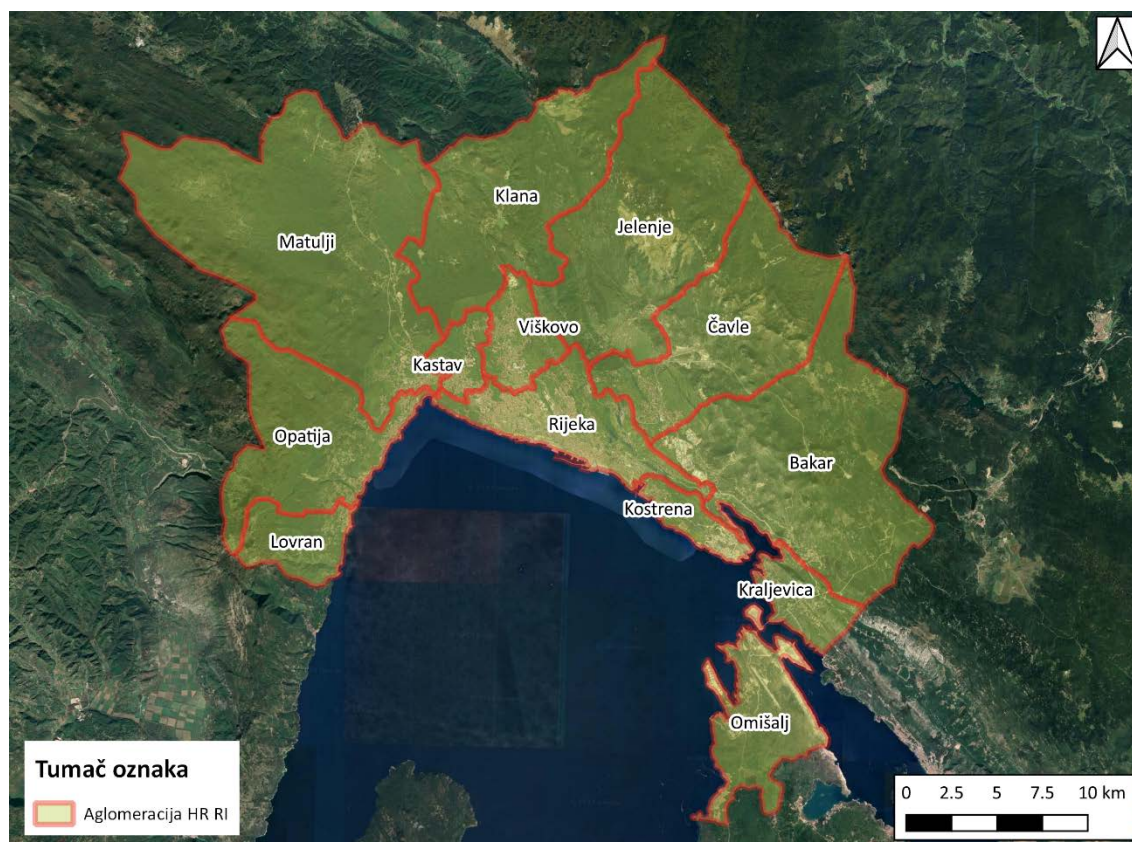 Klana
Jelenje
Matulji
Viškovo
Čavle
Kastav
Rijeka
Opatija
Bakar
Kostrena
Lovran
Kraljevica
Omišalj
Tumač oznaka
Aglomeracija HR RI
0 2.5 5 7.5 10 km